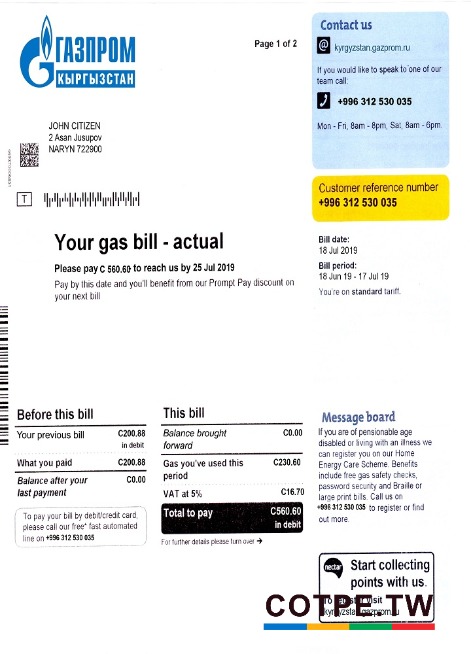 ГАЗПРОМ
КЫРГЫЗСТАН
Page 1 of 2
Contact us
@ kyrgyzstan.gazprom.ru
If you would like to speak to one of our
team call:
+996 312 530 035
Mon - Fri, 8am - 8pm, Sat, 8am - 6pm.
JOHN CITIZEN
2 Asan Jusupov
NARYN 722900
T
Customer reference number
+996 312 530 035
Your gas bill - actual
Please pay C 560.60 to reach us by 25 Jul 2019
Pay by this date and you'll benefit from our Prompt Pay discount on
your next bill
Bill date:
18 Jul 2019
Bill period:
18 Jun 19 - 17 Jul 19
You're on standard tariff.
Before this bill
Your previous bill C200.88
in debit
What you paid C200.88
Balance after your C0.00
last payment
To pay your bill by debit/credit card,
please call our free* fast automated
line on +996 312 530 035
This bill
Balance brought C0.00
forward
Gas you've used this C230.60
period
VAT at 5% C16.70
Total to pay C560.60
in debit
For further details please turn over →
Message board
If you are of pensionable age
disabled or living with an illness we
can register you on our Home
Energy Care Scheme. Benefits
include free gas safety checks,
password security and Braille or
large print bills. Call us on
+996 312 530 035 to register or find
out more.
nectar
Start collecting
points with us.
visit
COTPE.TW